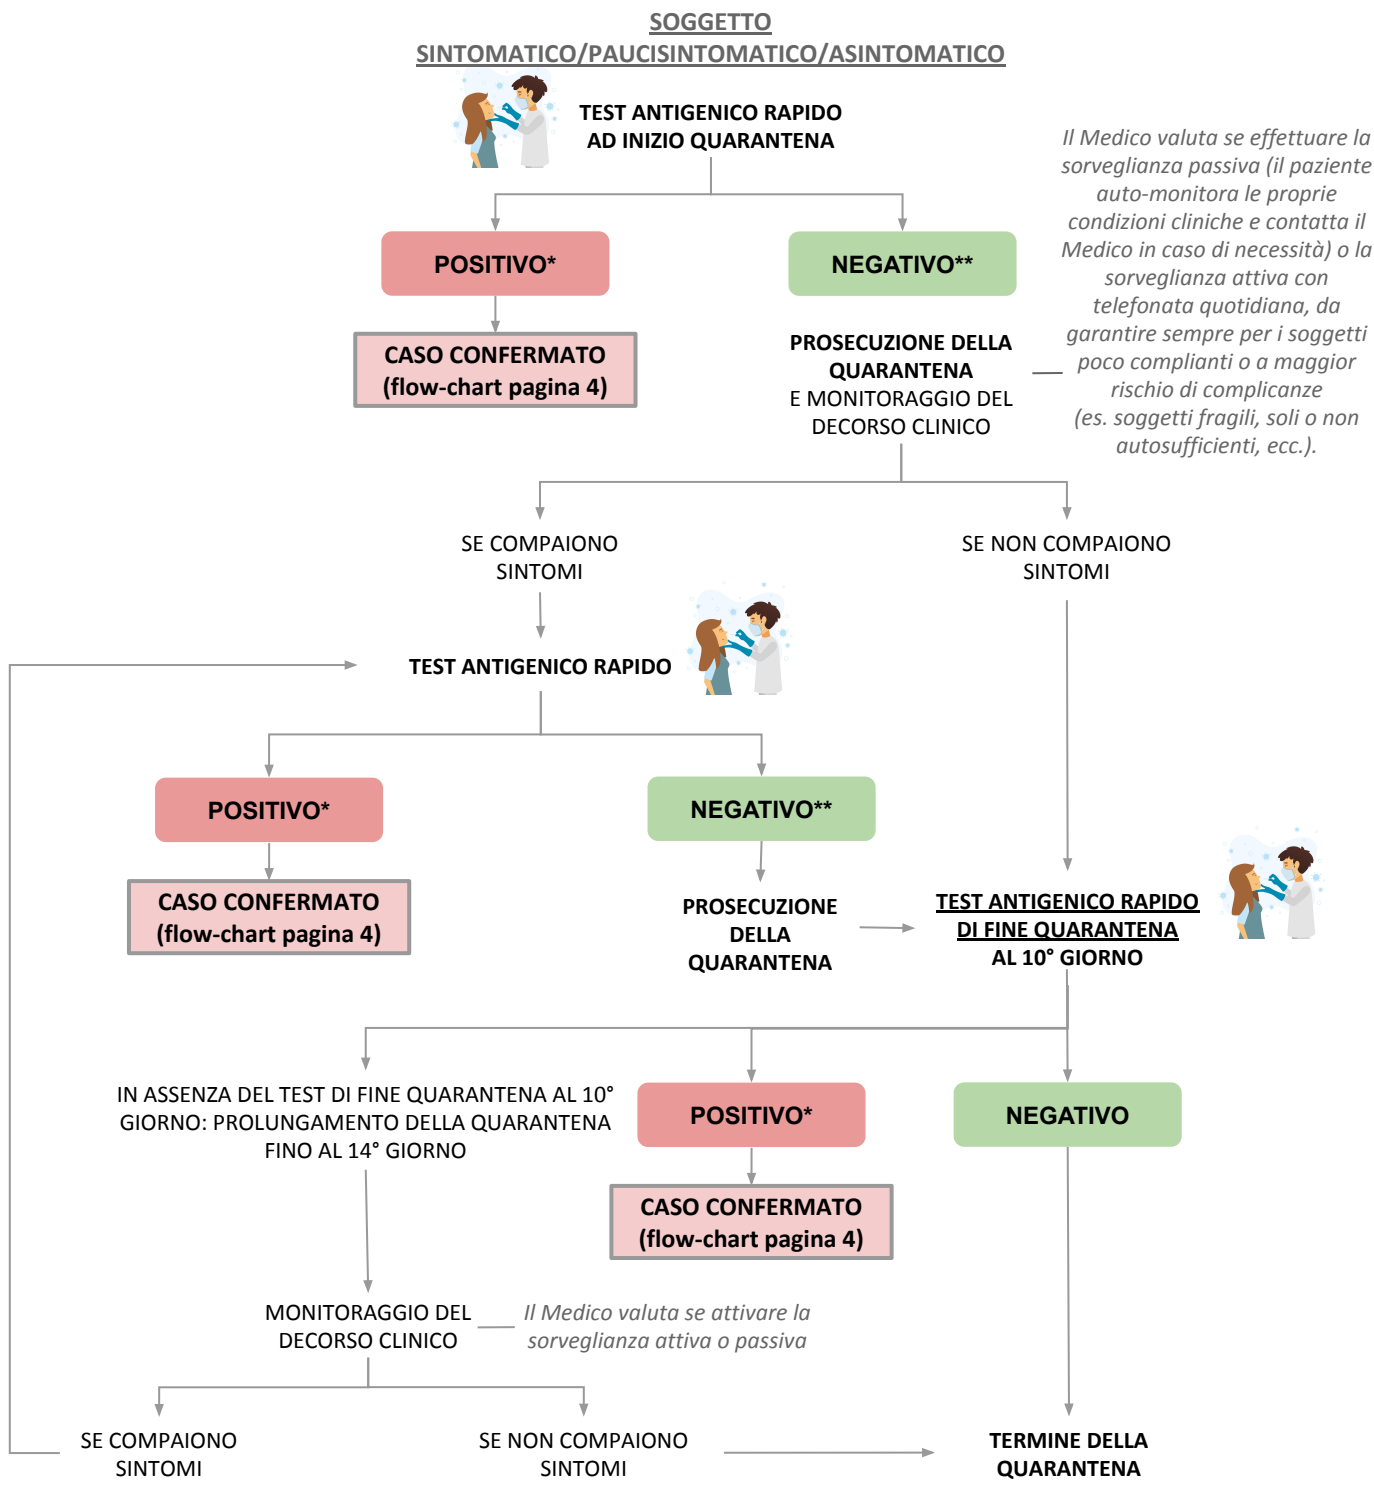 SOGGETTO
SINTOMATICO/PAUCISINTOMATICO/ASINTOMATICO
TEST ANTIGENICO RAPIDO
AD INIZIO QUARANTENA
Il Medico valuta se effettuare la
sorveglianza passiva (il paziente
auto-monitora le proprie
condizioni cliniche e contatta il
Medico in caso di necessità) o la
sorveglianza attiva con
telefonata quotidiana, da
garantire sempre per i soggetti
poco complianti o a maggior
rischio di complicanze
(es. soggetti fragili, soli o non
autosufficienti, ecc.).
POSITIVO*
NEGATIVO**
CASO CONFERMATO
(flow-chart pagina 4)
PROSECUZIONE DELLA
QUARANTENA
E MONITORAGGIO DEL
DECORSO CLINICO
SE COMPAIONO
SINTOMI
SE NON COMPAIONO
SINTOMI
TEST ANTIGENICO RAPIDO
POSITIVO*
NEGATIVO**
CASO CONFERMATO
(flow-chart pagina 4)
PROSECUZIONE
DELLA
QUARANTENA
TEST ANTIGENICO RAPIDO
DI FINE QUARANTENA
AL 10° GIORNO
IN ASSENZA DEL TEST DI FINE QUARANTENA AL 10°
GIORNO: PROLUNGAMENTO DELLA QUARANTENA
FINO AL 14° GIORNO
POSITIVO*
NEGATIVO
CASO CONFERMATO
(flow-chart pagina 4)
MONITORAGGIO DEL
DECORSO CLINICO
Il Medico valuta se attivare la
sorveglianza attiva o passiva
SE COMPAIONO
SINTOMI
SE NON COMPAIONO
SINTOMI
TERMINE DELLA
QUARANTENA